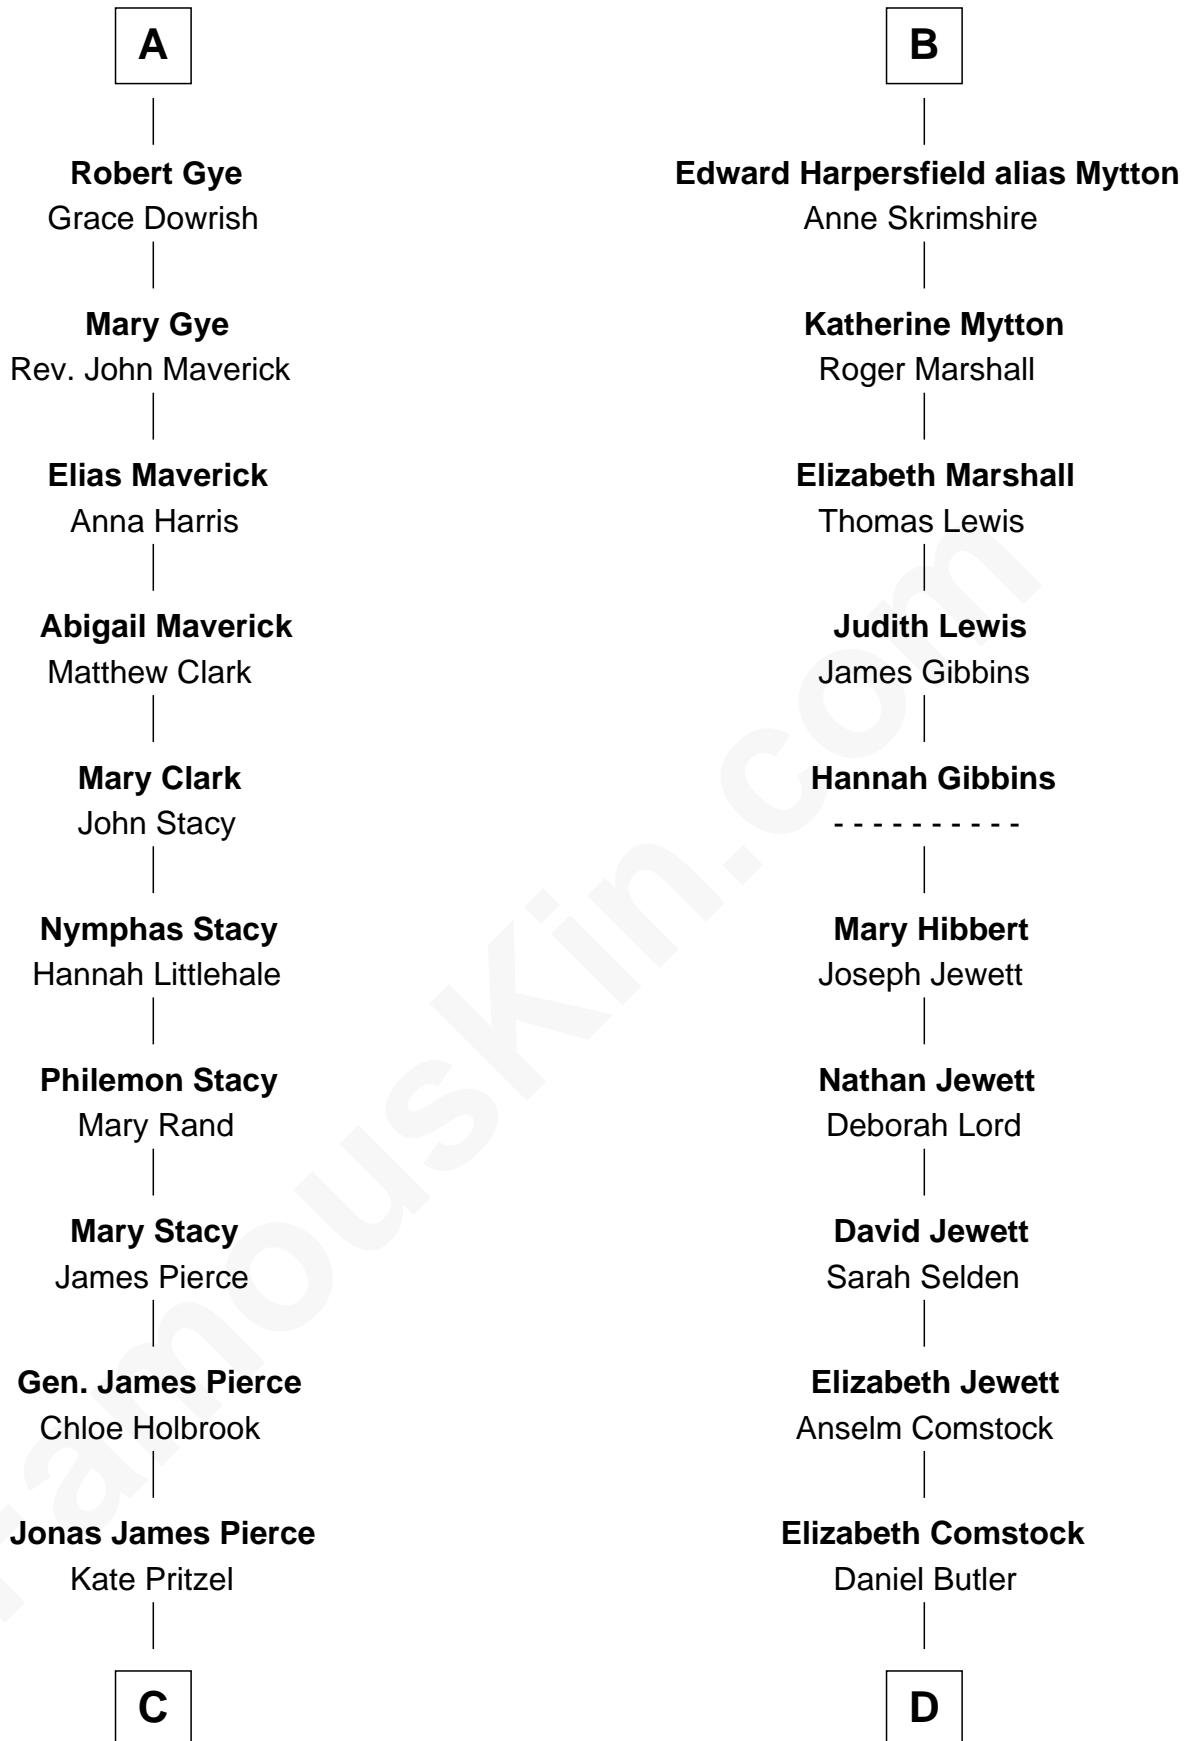 A
Robert Gye
Grace Dowrish
Mary Gye
Rev. John Maverick
Elias Maverick
Anna Harris
Abigail Maverick
Matthew Clark
Mary Clark
John Stacy
Nymphas Stacy
Hannah Littlehale
Philemon Stacy
Mary Rand
Mary Stacy
James Pierce
Gen. James Pierce
Chloe Holbrook
Jonas James Pierce
Kate Pritzel
C
B
Edward Harpersfield alias Mytton
Anne Skrimshire
Katherine Mytton
Roger Marshall
Elizabeth Marshall
Thomas Lewis
Judith Lewis
James Gibbins
Hannah Gibbins
- - - - - - - - - -
Mary Hibbert
Joseph Jewett
Nathan Jewett
Deborah Lord
David Jewett
Sarah Selden
Elizabeth Jewett
Anselm Comstock
Elizabeth Comstock
Daniel Butler
D
FamousKin.com